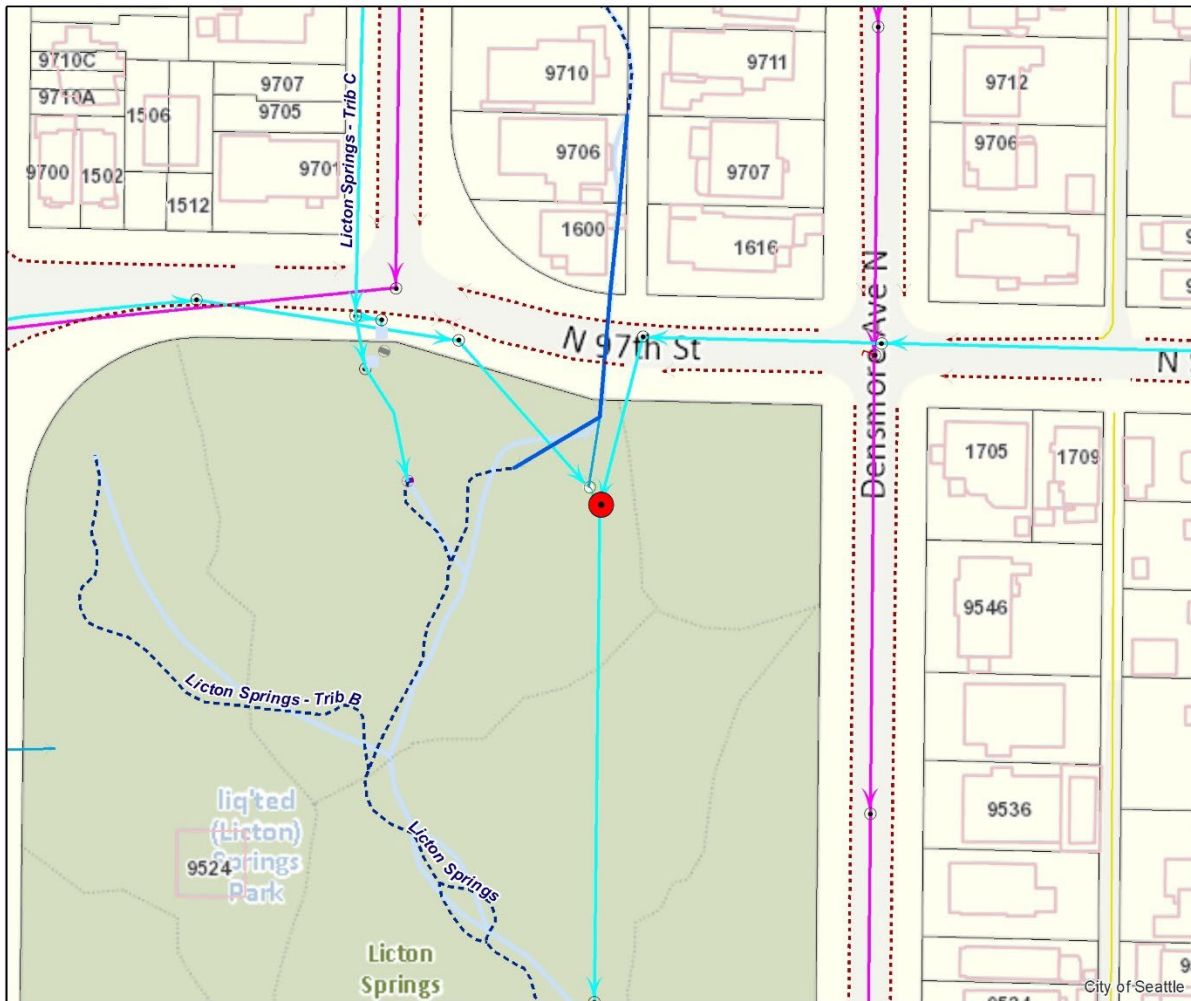 9710C
9707
9710
9711
9712
9710A
1506
9705
9706
9706
9700
1502
9701
9707
1512
1600
1616
Licton Springs - Trib C
N 97th St
N
Densmore Ave N
1705
1709
9546
Licton Springs - Trib B
liq'ted
(Licton)
Springs
Park
9524
Licton Springs
9536
Licton
Springs
City of Seattle